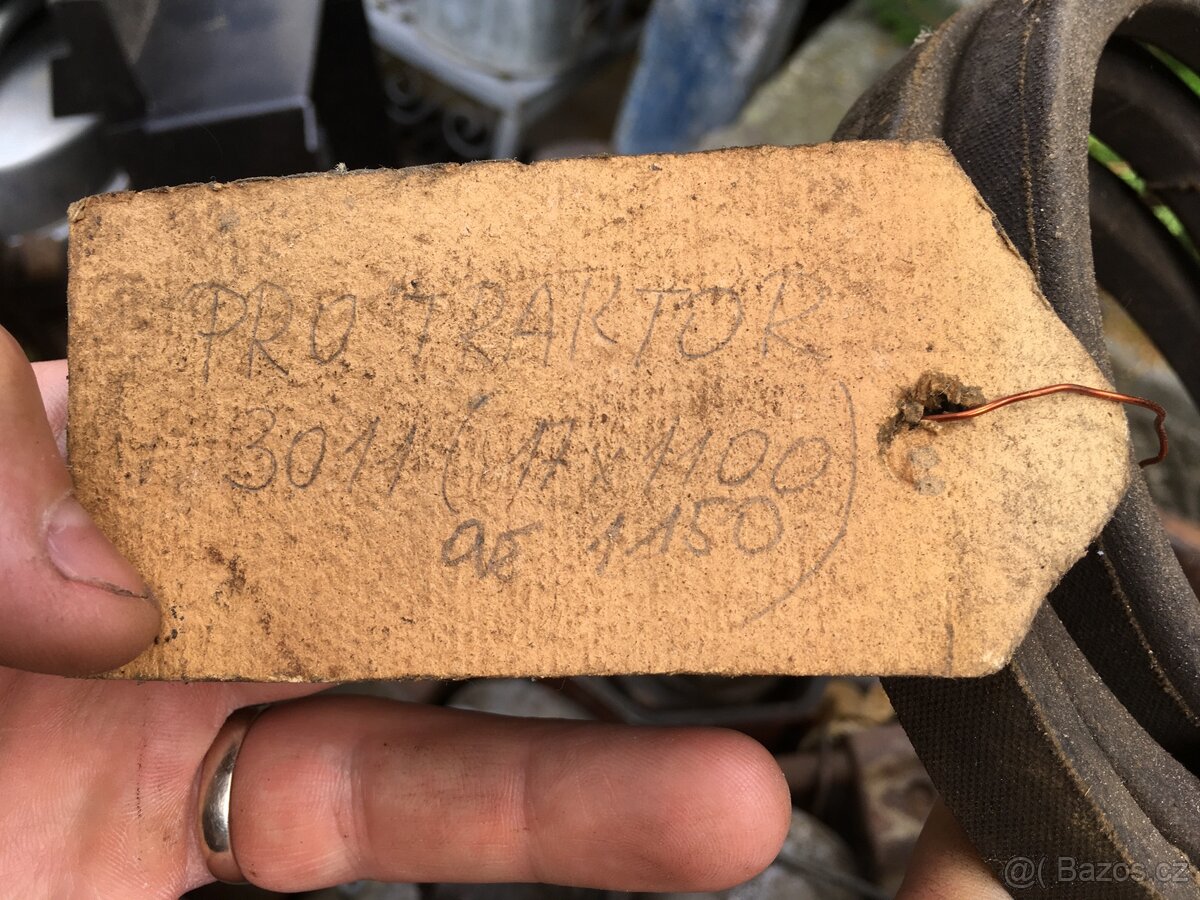 PRO TRAKTOR
3011 (17 x 1100
až 1150)
@( Bazos.cz